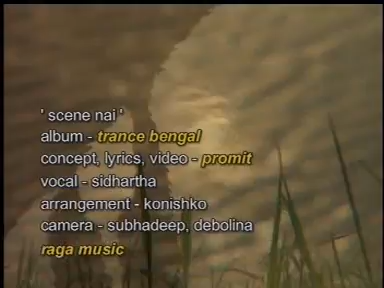 ' scene nai '
album - trance bengal
concept, lyrics, video - promit
vocal - sidhartha
arrangement - konishko
camera - subhadeep, debolina
raga music